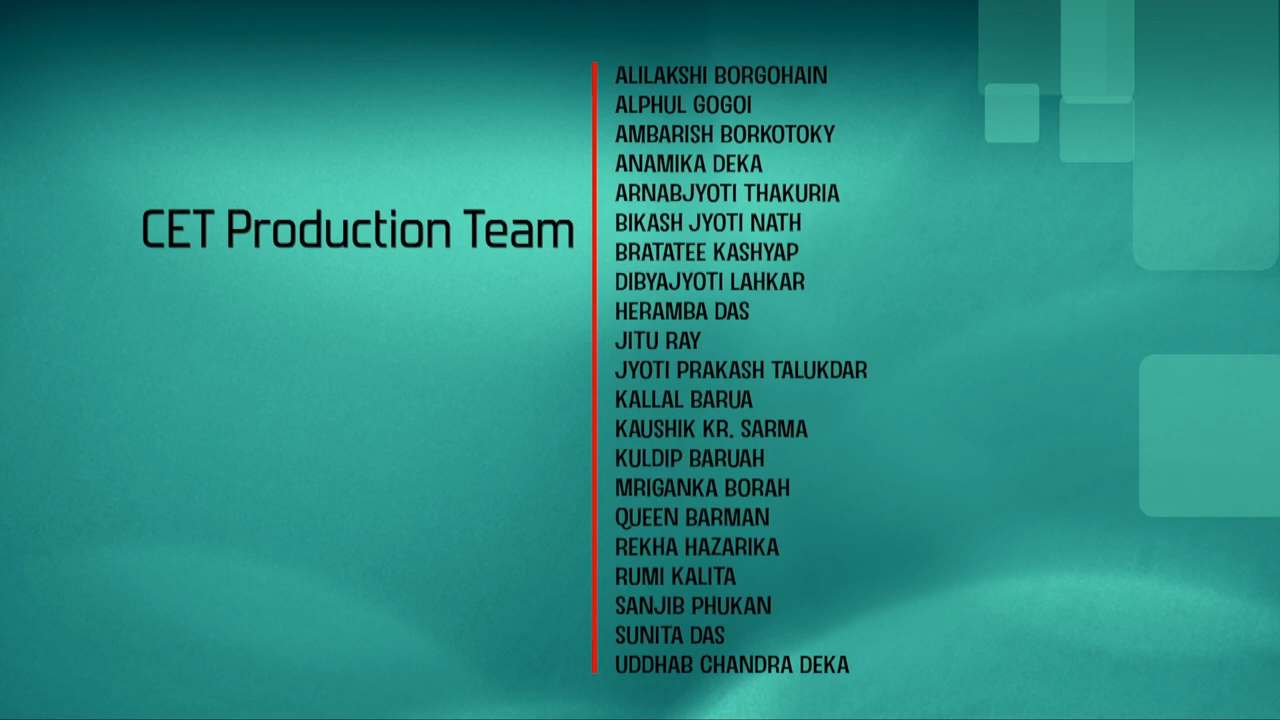 CET Production Team
ALILAKSHI BORGOHAIN
ALPHUL GOGOI
AMBARISH BORKOTOKY
ANAMIKA DEKA
ARNABJYOTI THAKURIA
BIKASH JYOTI NATH
BRATATEE KASHYAP
DIBYAJYOTI LAHKAR
HERAMBA DAS
JITU RAY
JYOTI PRAKASH TALUKDAR
KALLAL BARUA
KAUSHIK KR. SARMA
KULDIP BARUAH
MRIGANKA BORAH
QUEEN BARMAN
REKHA HAZARIKA
RUMI KALITA
SANJIB PHUKAN
SUNITA DAS
UDDHAB CHANDRA DEKA